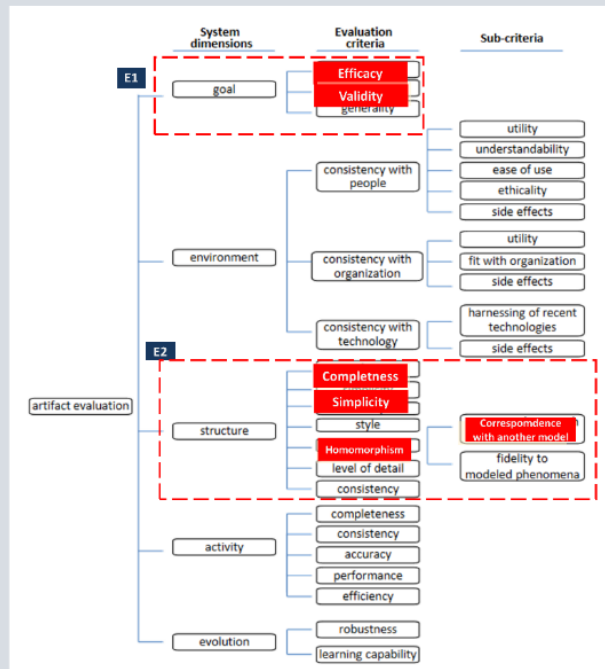 System dimensions
Evaluation criteria
Sub-criteria
E1
goal
Efficacy
Validity
generality
environment
consistency with people
utility
understandability
ease of use
ethicality
side effects
consistency with organization
utility
fit with organization
side effects
consistency with technology
harnessing of recent technologies
side effects
E2
artifact evaluation
structure
Completness
Simplicity
style
Homomorphism
level of detail
consistency
Correspomdence with another model
fidelity to modeled phenomena
activity
completeness
consistency
accuracy
performance
efficiency
evolution
robustness
learning capability